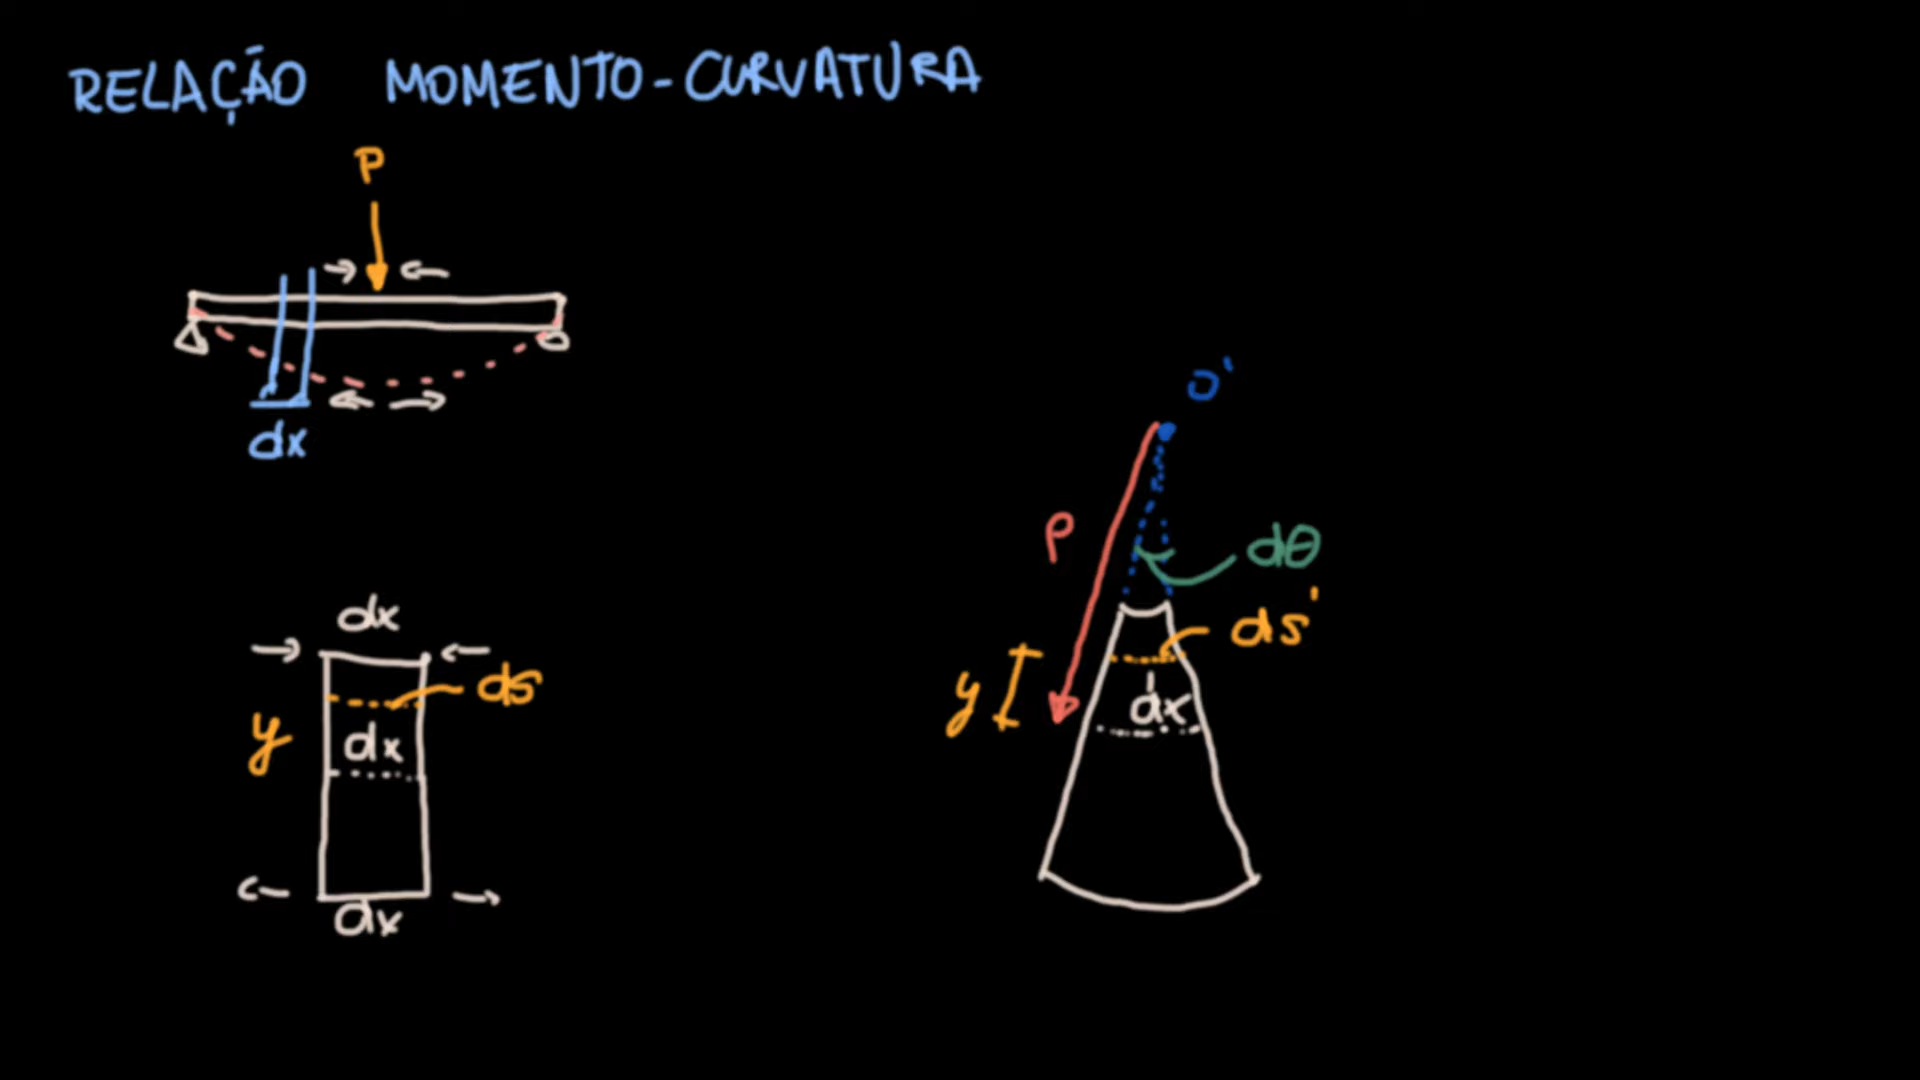 RELAÇÃO MOMENTO-CURVATURA
P
dx
O'
ρ
dθ
dx
ds'
ds
y
y
dx
dx
dx